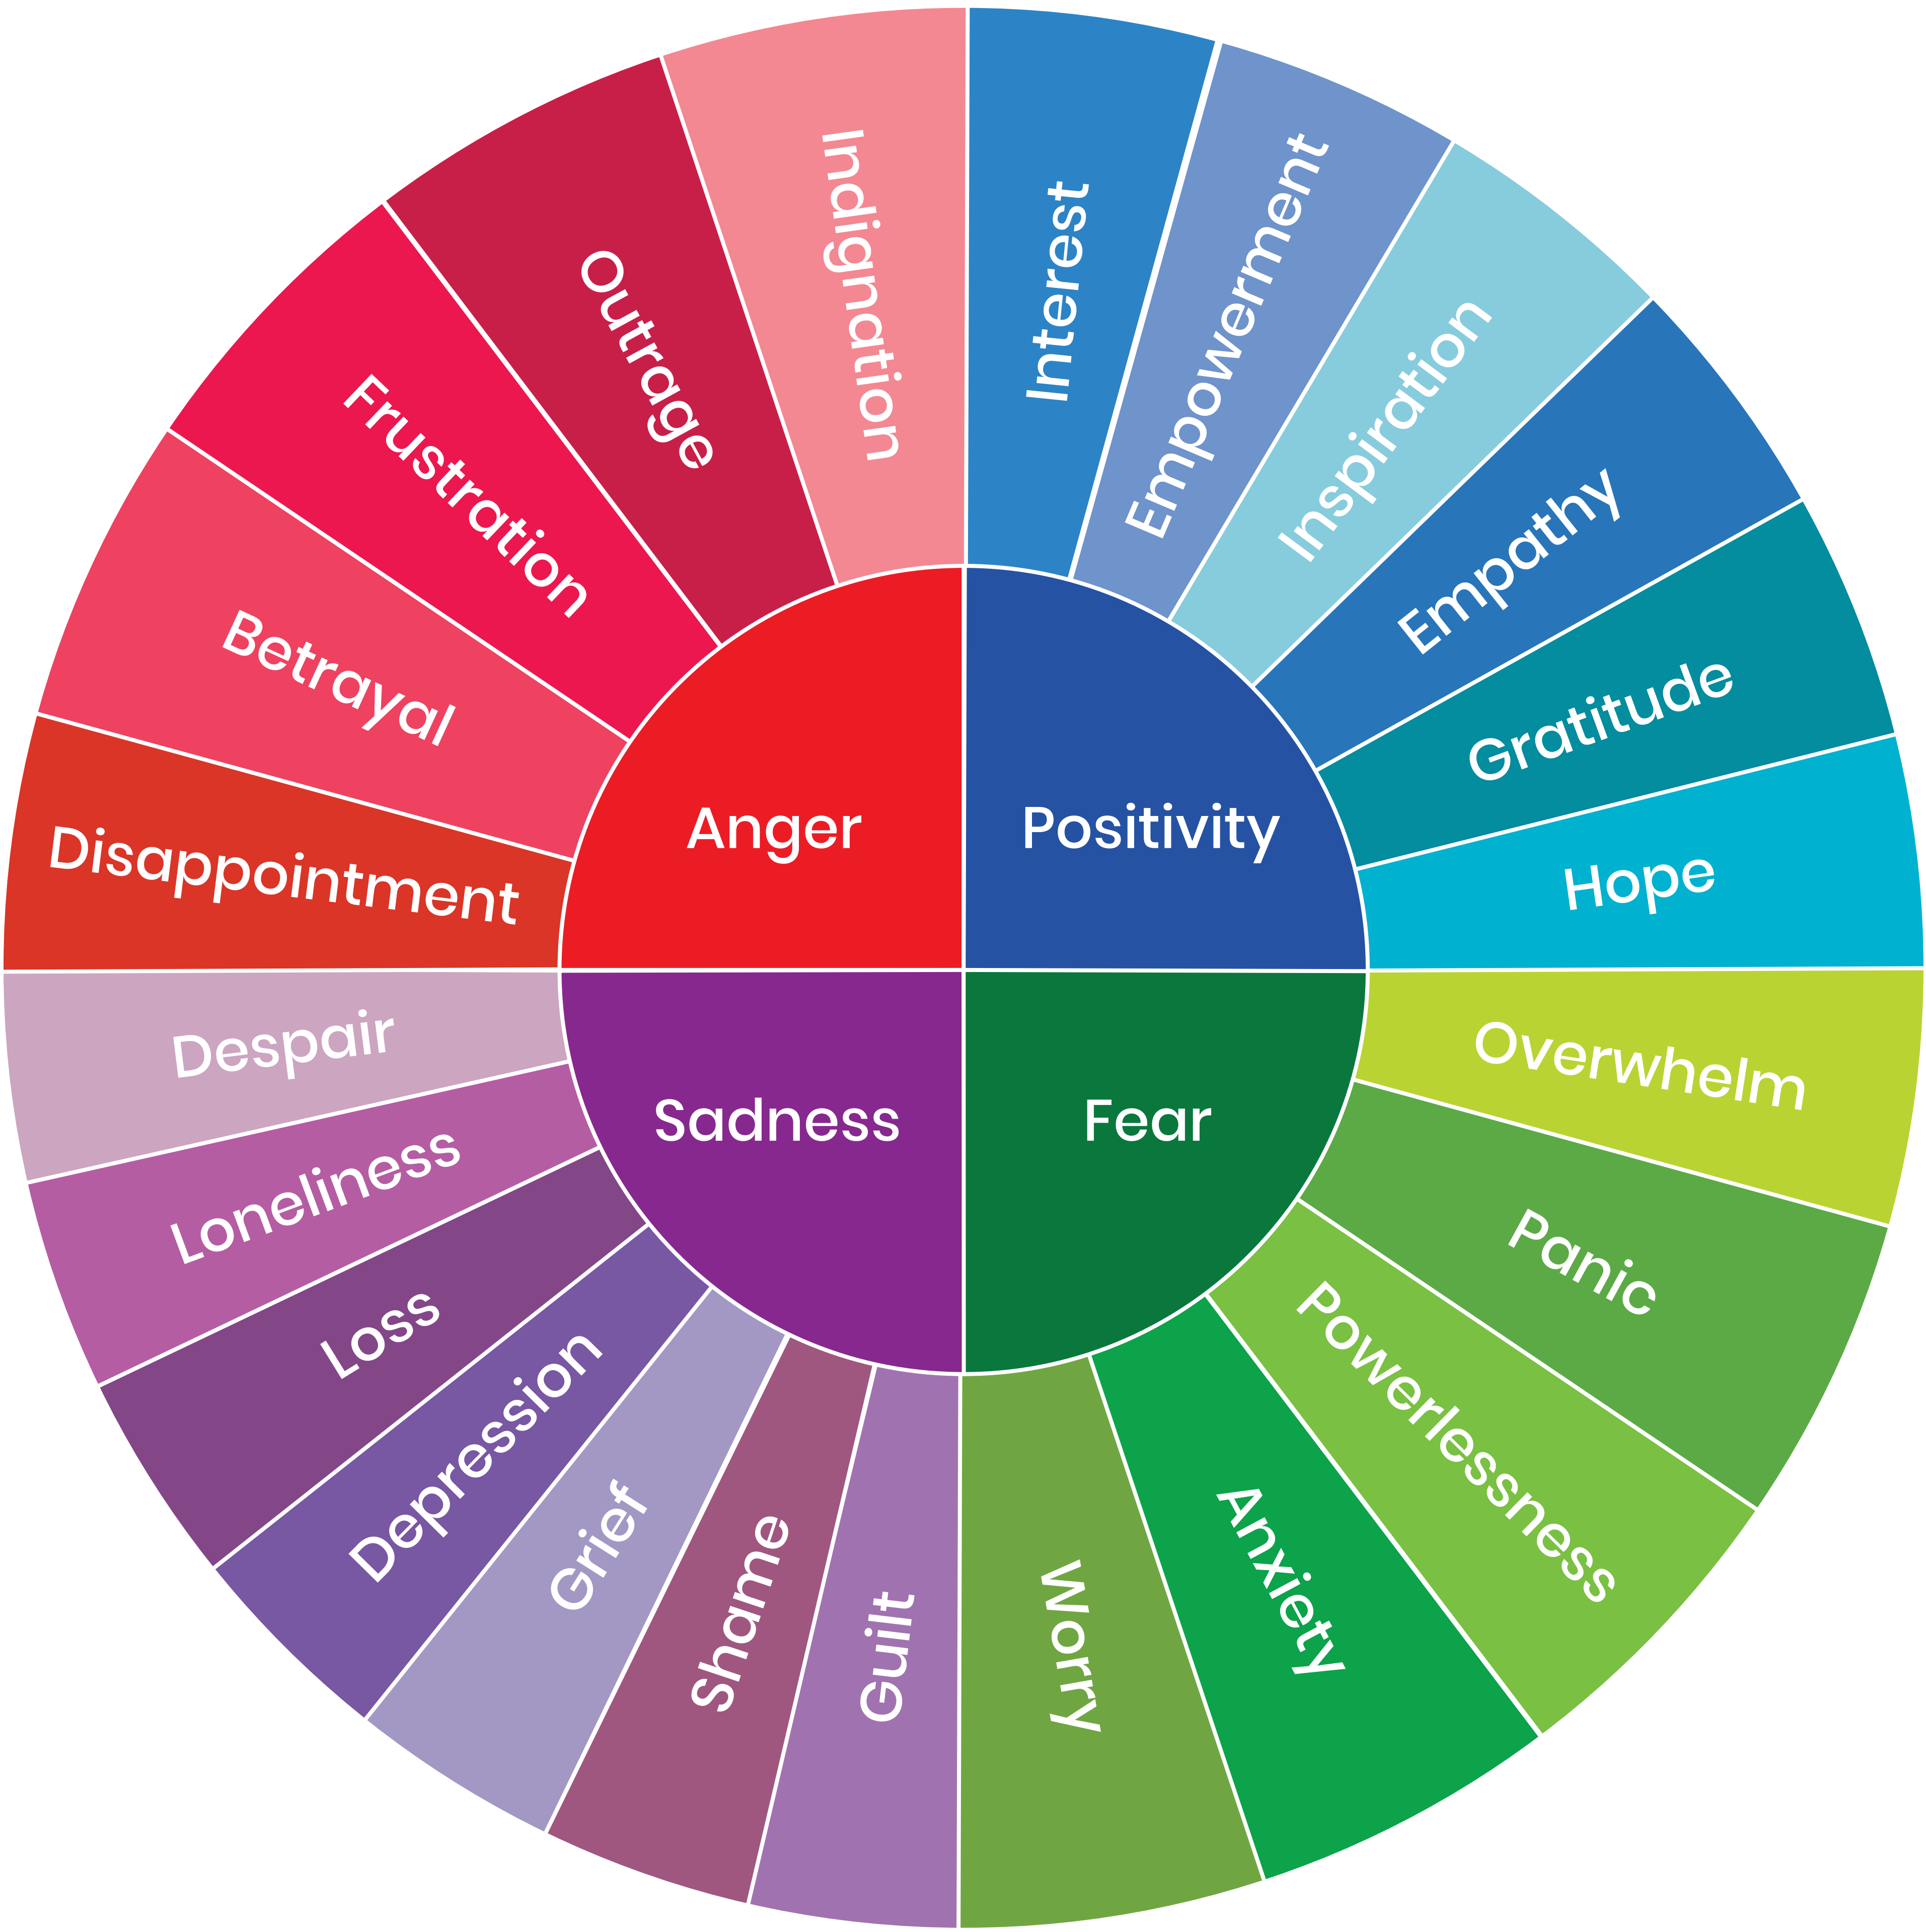 Anger
Positivity
Sadness
Fear
Interest
Empowerment
Inspiration
Empathy
Gratitude
Hope
Overwhelm
Panic
Powerlessness
Anxiety
Worry
Guilt
Shame
Grief
Depression
Loss
Loneliness
Despair
Disappointment
Betrayal
Frustration
Outrage
Indignation